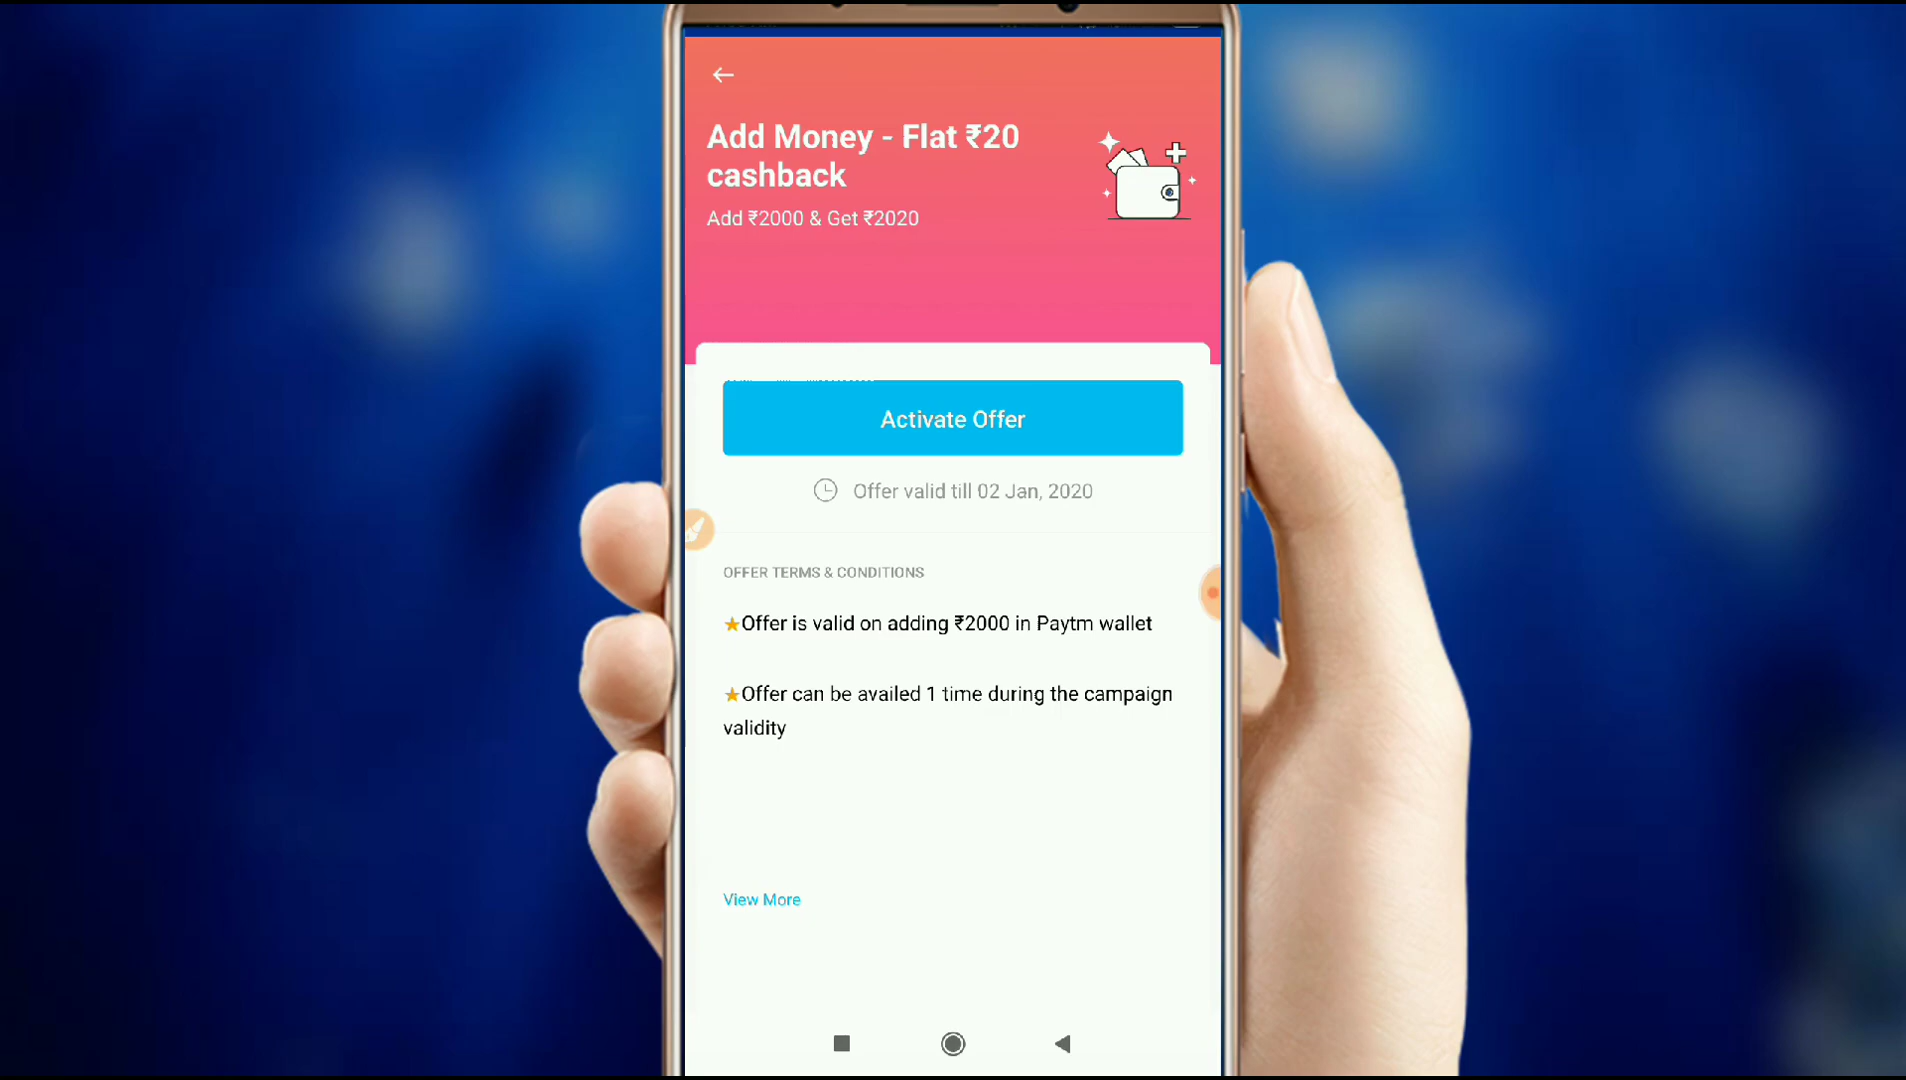 Add Money - Flat ₹20
cashback
Add ₹2000 & Get ₹2020
Activate Offer
Offer valid till 02 Jan, 2020
OFFER TERMS & CONDITIONS
★Offer is valid on adding ₹2000 in Paytm wallet
★Offer can be availed 1 time during the campaign
validity
View More